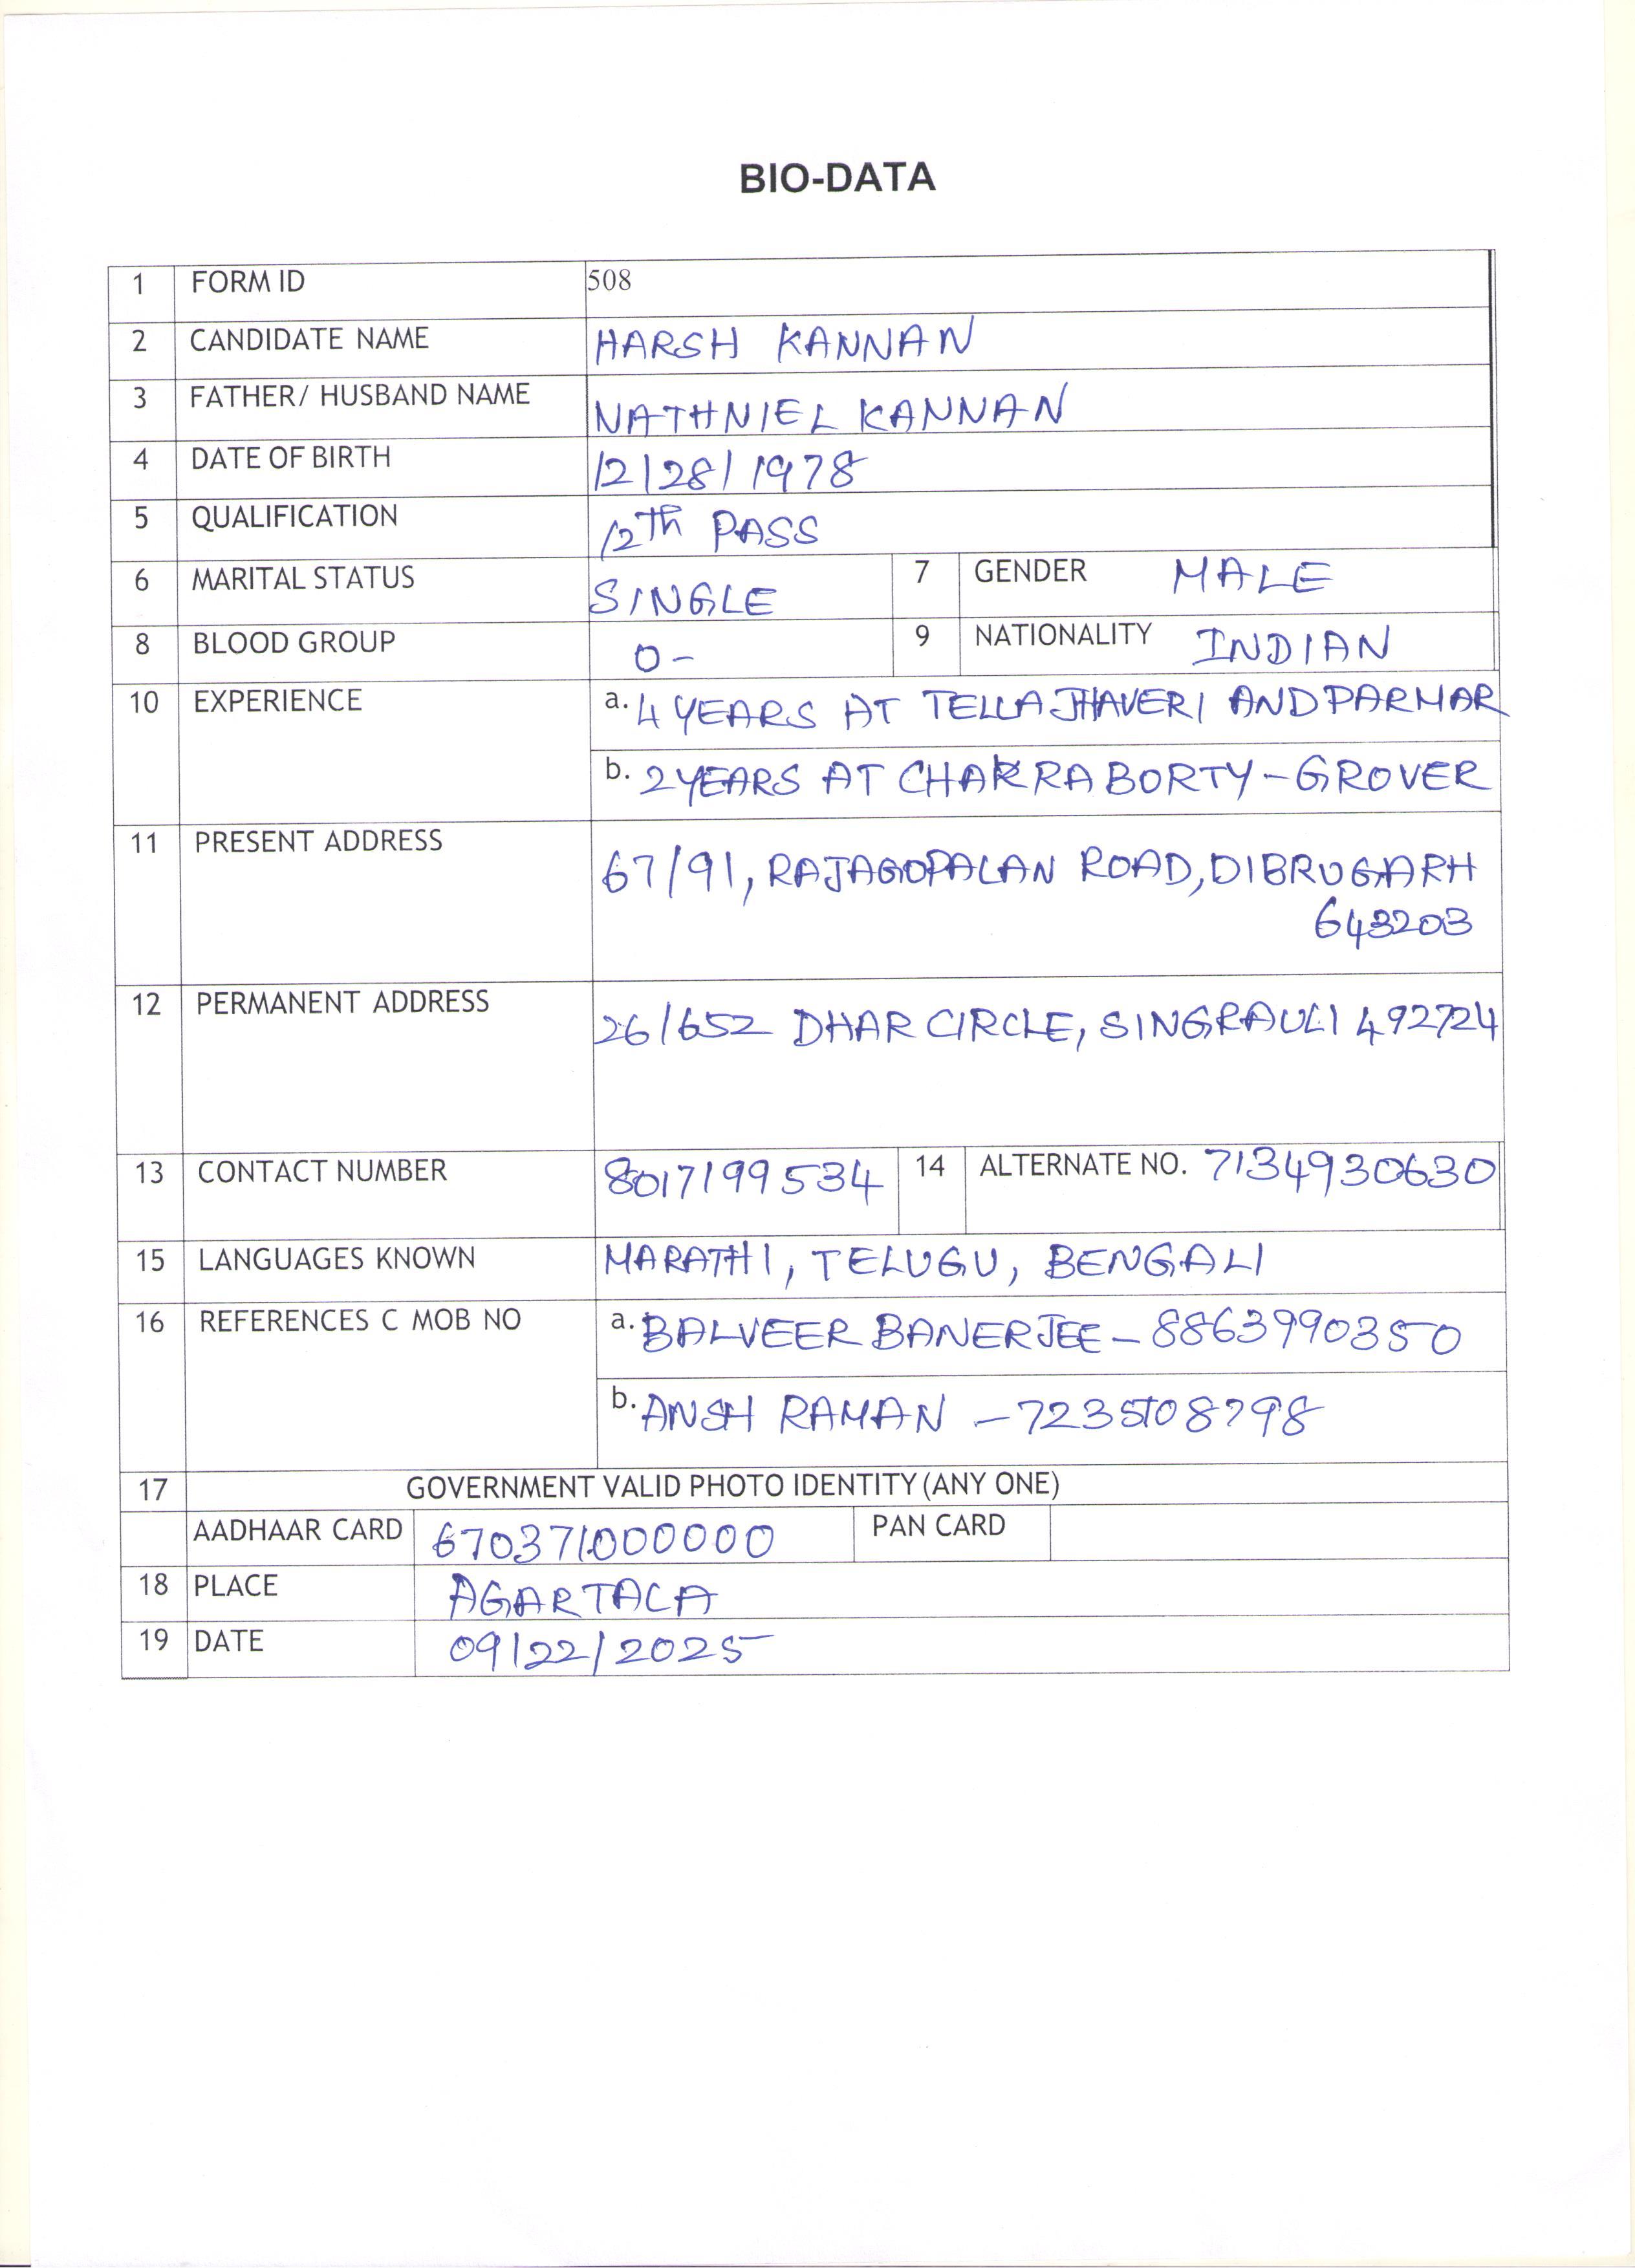 BIO-DATA
1 FORM ID 508
2 CANDIDATE NAME HARSH KANNAN
3 FATHER/ HUSBAND NAME NATHNIEL KANNAN
4 DATE OF BIRTH 12/28/1978
5 QUALIFICATION 12Th PASS
6 MARITAL STATUS SINGLE 7 GENDER MALE
8 BLOOD GROUP O- 9 NATIONALITY INDIAN
10 EXPERIENCE a. 4 YEARS AT TELLA JHAVERI AND PARMAR
b. 2 YEARS AT CHAKRABORTY-GROVER
11 PRESENT ADDRESS 67/91, RAJAGOPALAN ROAD, DIBRUGARH
643203
12 PERMANENT ADDRESS 26/652 DHAR CIRCLE, SINGRAULI 492724
13 CONTACT NUMBER 8017199534 14 ALTERNATE NO. 7134930630
15 LANGUAGES KNOWN MARATHI, TELUGU, BENGALI
16 REFERENCES C MOB NO a. BALVEER BANERJEE - 8863990350
b. ANSH RAMAN - 7235108798
17 GOVERNMENT VALID PHOTO IDENTITY (ANY ONE)
AADHAAR CARD 670371000000 PAN CARD
18 PLACE AGARTALA
19 DATE 09/22/2025